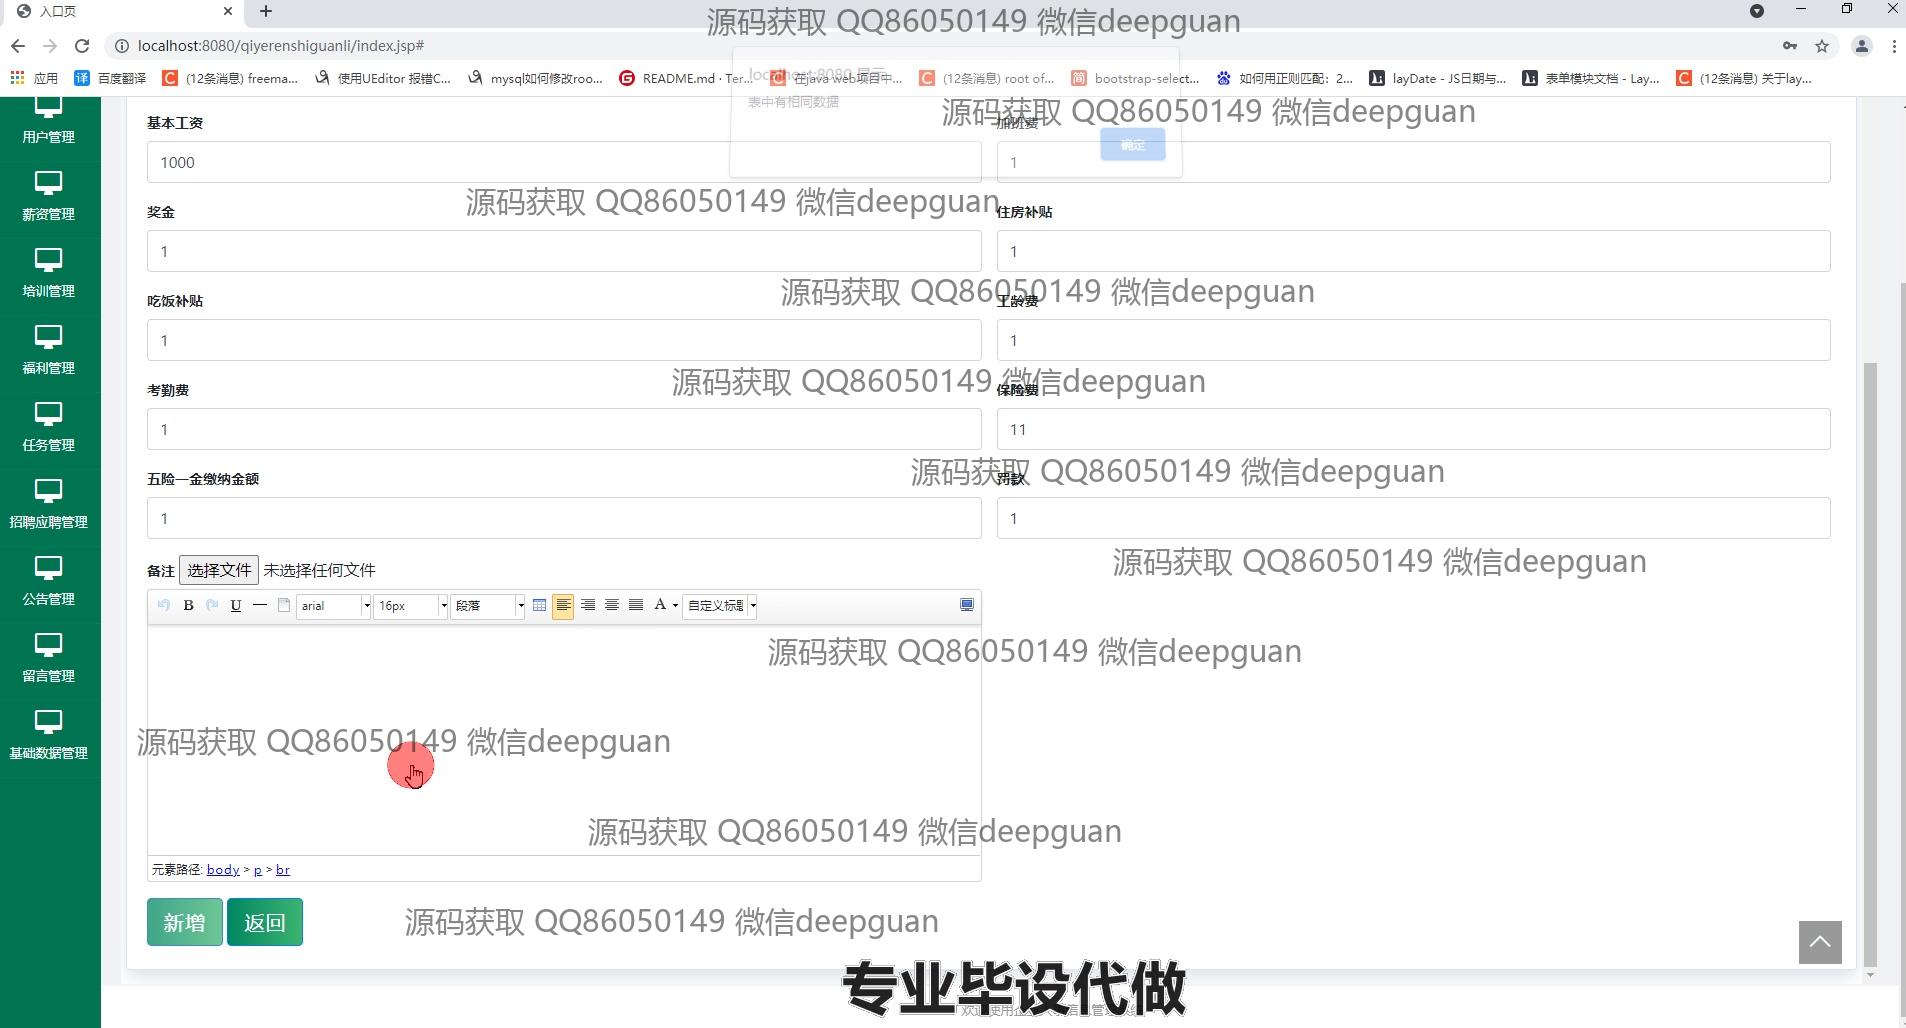 入口页
源码获取 QQ86050149 微信deepguan
localhost:8080/qiyerenshiguanli/index.jsp#
应用 百度翻译 (12条消息) freema... 使用UEditor 报错C... mysql如何修改roo... README.md · Ter... 在java web项目中... (12条消息) root of... bootstrap-select... 如何用正则匹配：2... layDate - JS日期与... 表单模块文档 - Lay... (12条消息) 关于lay...
localhost:8080 显示
表中有相同数据
确定
源码获取 QQ86050149 微信deepguan
用户管理
薪资管理
培训管理
福利管理
任务管理
招聘应聘管理
公告管理
留言管理
基础数据管理
基本工资 加班费
1000 1
源码获取 QQ86050149 微信deepguan
奖金 住房补贴
1 1
源码获取 QQ86050149 微信deepguan
吃饭补贴 工龄费
1 1
源码获取 QQ86050149 微信deepguan
考勤费 保险费
1 11
源码获取 QQ86050149 微信deepguan
五险一金缴纳金额 罚款
1 1
源码获取 QQ86050149 微信deepguan
备注 选择文件 未选择任何文件
B U arial 16px 段落 A 自定义标题
源码获取 QQ86050149 微信deepguan
源码获取 QQ86050149 微信deepguan
源码获取 QQ86050149 微信deepguan
元素路径: body > p > br
新增 返回
源码获取 QQ86050149 微信deepguan
专业毕设代做